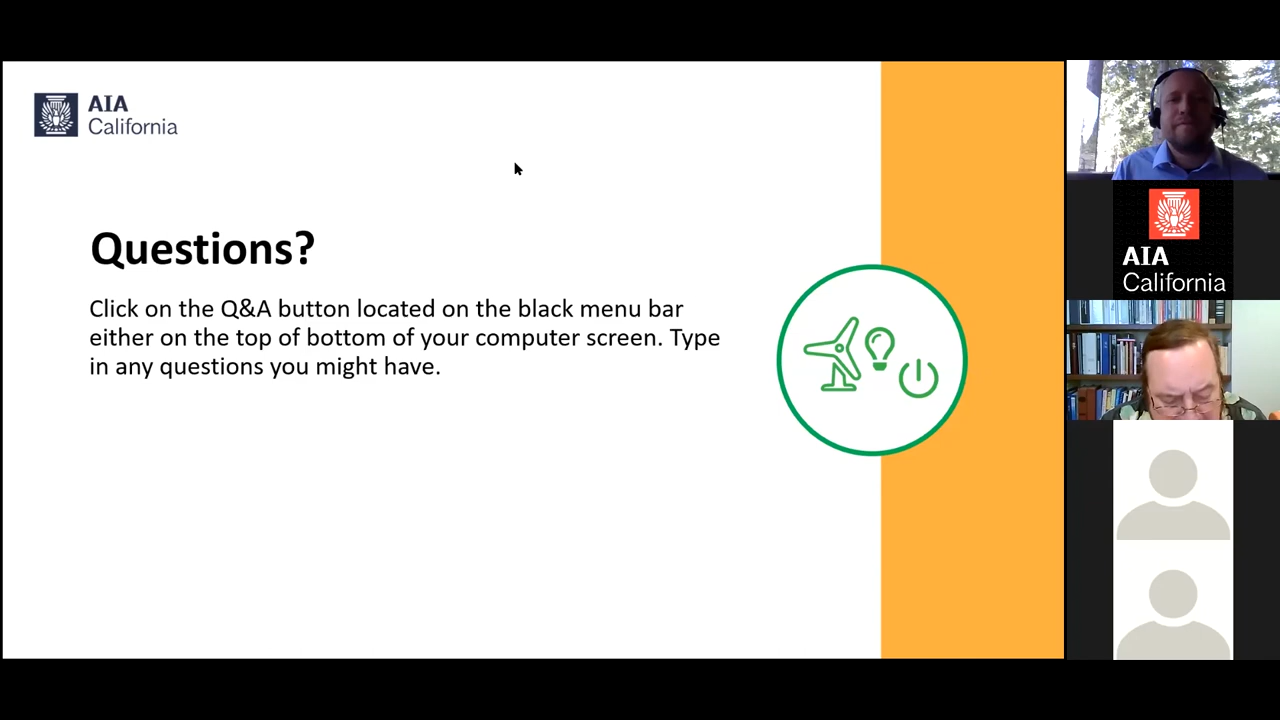 AIA
California
Questions?
Click on the Q&A button located on the black menu bar
either on the top of bottom of your computer screen. Type
in any questions you might have.
AIA
California